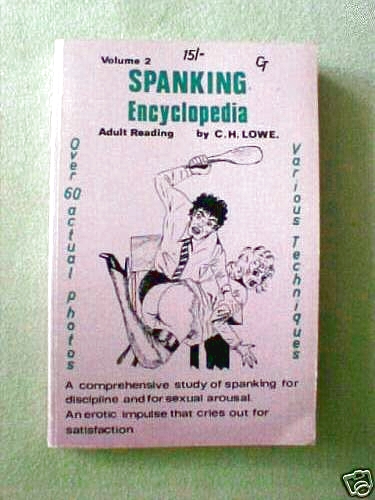 Volume 2
15/-
CT
SPANKING
Encyclopedia
Adult Reading by C.H. LOWE.
Over 60 actual photos
Various Techniques
A comprehensive study of spanking for
discipline and for sexual arousal.
An erotic impulse that cries out for
satisfaction